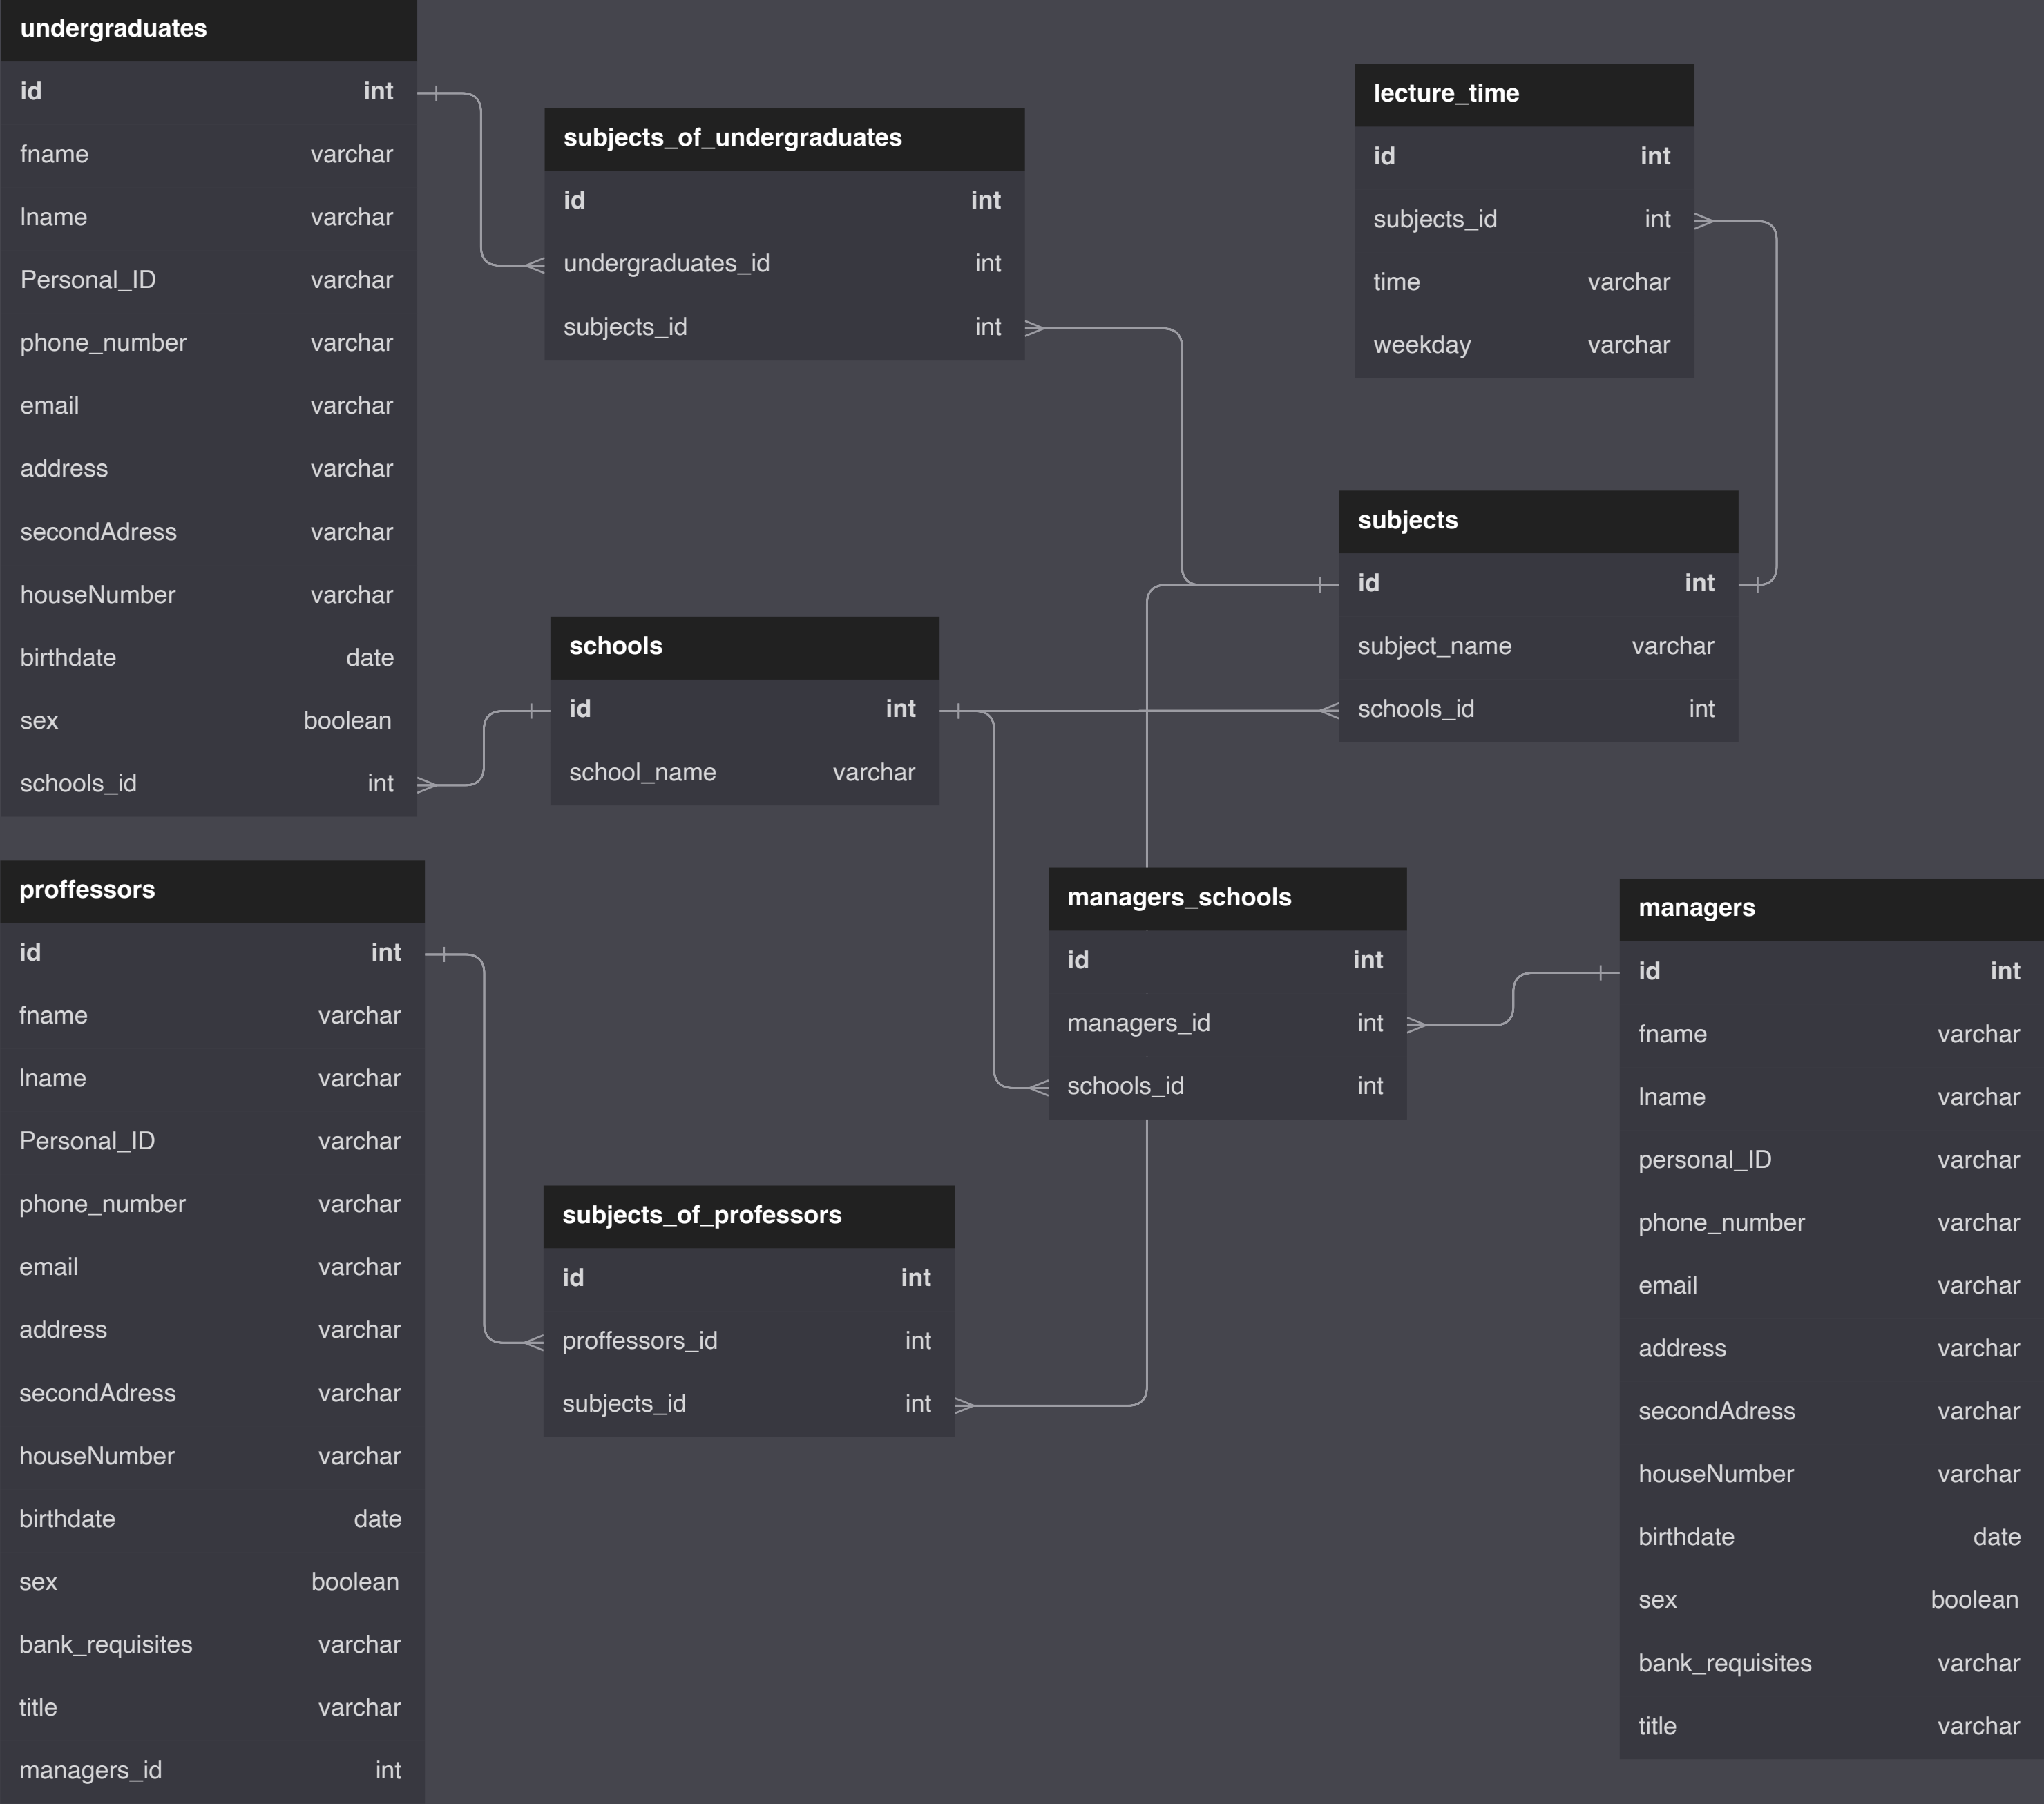 undergraduates
id int
fname varchar
lname varchar
Personal_ID varchar
phone_number varchar
email varchar
address varchar
secondAdress varchar
houseNumber varchar
birthdate date
sex boolean
schools_id int
subjects_of_undergraduates
id int
undergraduates_id int
subjects_id int
lecture_time
id int
subjects_id int
time varchar
weekday varchar
subjects
id int
subject_name varchar
schools_id int
schools
id int
school_name varchar
proffessors
id int
fname varchar
lname varchar
Personal_ID varchar
phone_number varchar
email varchar
address varchar
secondAdress varchar
houseNumber varchar
birthdate date
sex boolean
bank_requisites varchar
title varchar
managers_id int
managers_schools
id int
managers_id int
schools_id int
subjects_of_professors
id int
proffessors_id int
subjects_id int
managers
id int
fname varchar
lname varchar
personal_ID varchar
phone_number varchar
email varchar
address varchar
secondAdress varchar
houseNumber varchar
birthdate date
sex boolean
bank_requisites varchar
title varchar